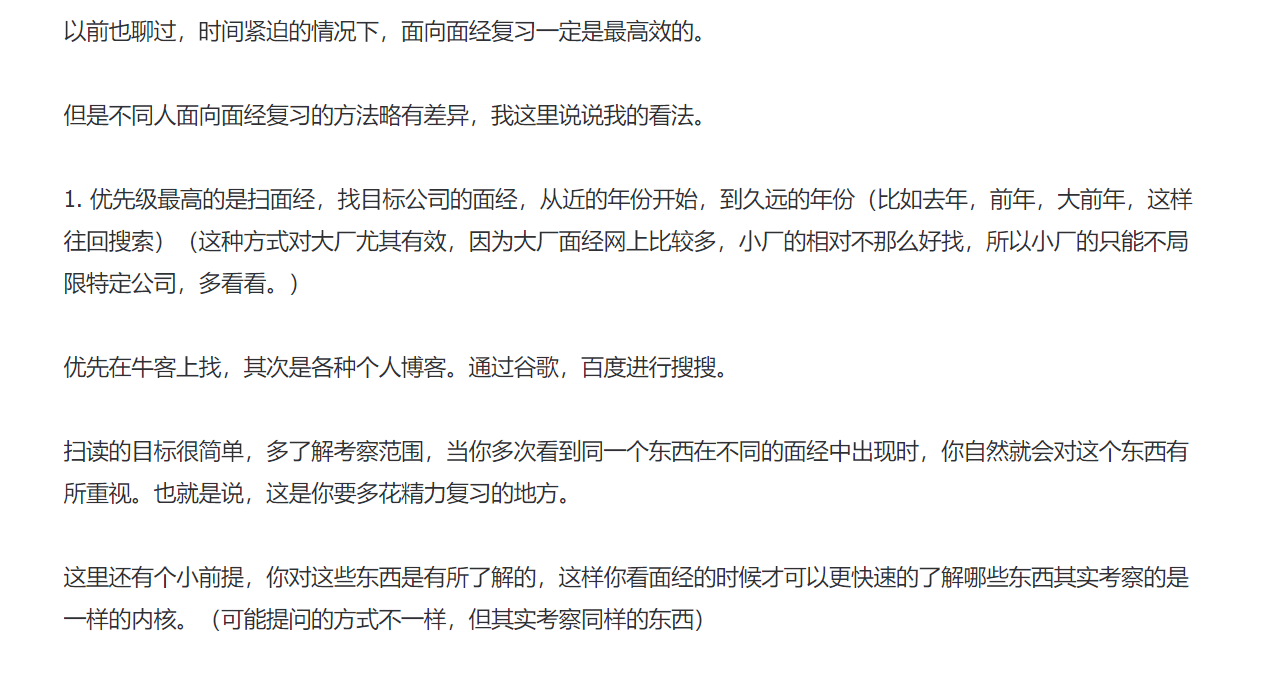 以前也聊过，时间紧迫的情况下，面向面经复习一定是最高效的。
但是不同人面向面经复习的方法略有差异，我这里说说我的看法。
1. 优先级最高的是扫面经，找目标公司的面经，从近的年份开始，到久远的年份（比如去年，前年，大前年，这样
往回搜索）（这种方式对大厂尤其有效，因为大厂面经网上比较多，小厂的相对不那么好找，所以小厂的只能不局
限特定公司，多看看。）
优先在牛客上找，其次是各种个人博客。通过谷歌，百度进行搜搜。
扫读的目标很简单，多了解考察范围，当你多次看到同一个东西在不同的面经中出现时，你自然就会对这个东西有
所重视。也就是说，这是你要多花精力复习的地方。
这里还有个小前提，你对这些东西是有所了解的，这样你看面经的时候才可以更快速的了解哪些东西其实考察的是
一样的内核。（可能提问的方式不一样，但其实考察同样的东西）